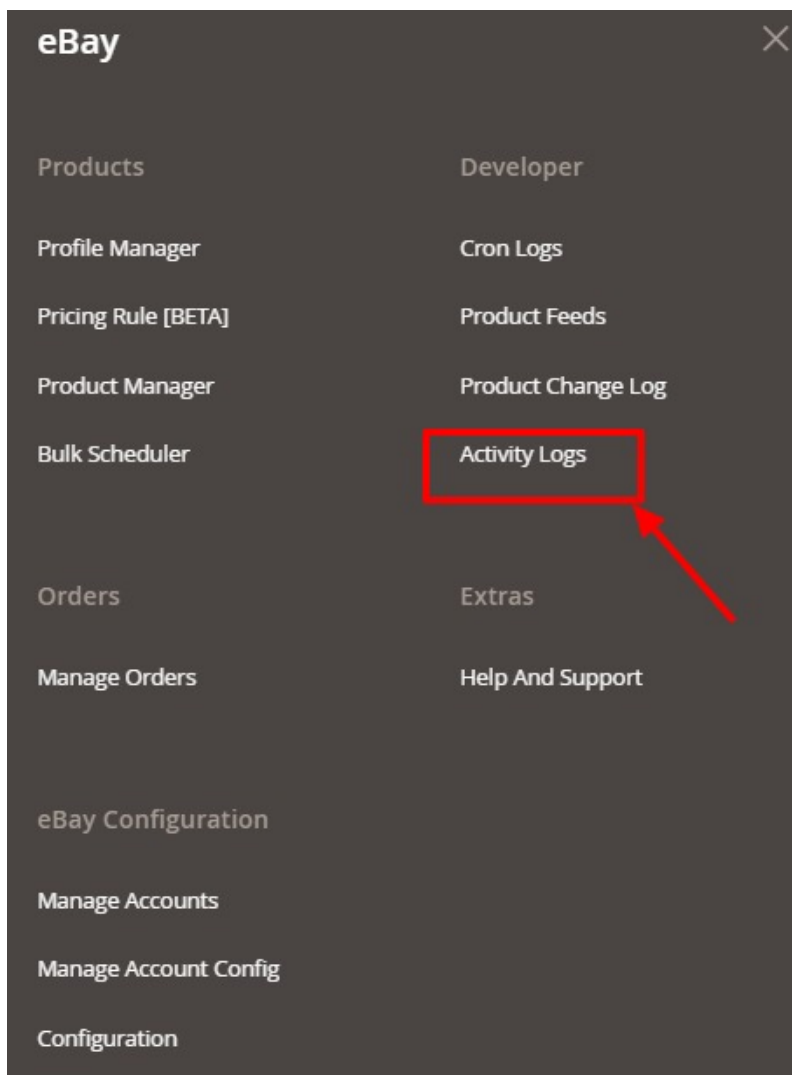 eBay
Products
Profile Manager
Pricing Rule [BETA]
Product Manager
Bulk Scheduler
Developer
Cron Logs
Product Feeds
Product Change Log
Activity Logs
Orders
Manage Orders
Extras
Help And Support
eBay Configuration
Manage Accounts
Manage Account Config
Configuration